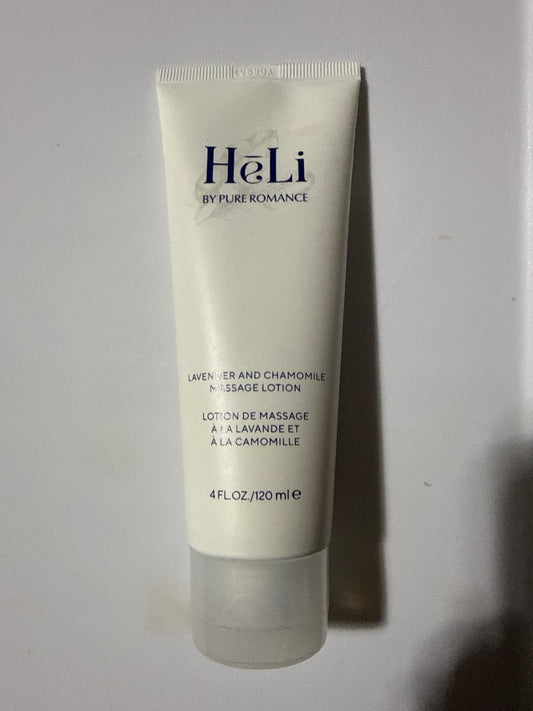 HēLi
BY PURE ROMANCE
LAVENDER AND CHAMOMILE
MASSAGE LOTION
LOTION DE MASSAGE
À LA LAVANDE ET
À LA CAMOMILLE
4 FL.OZ./120 ml ℮